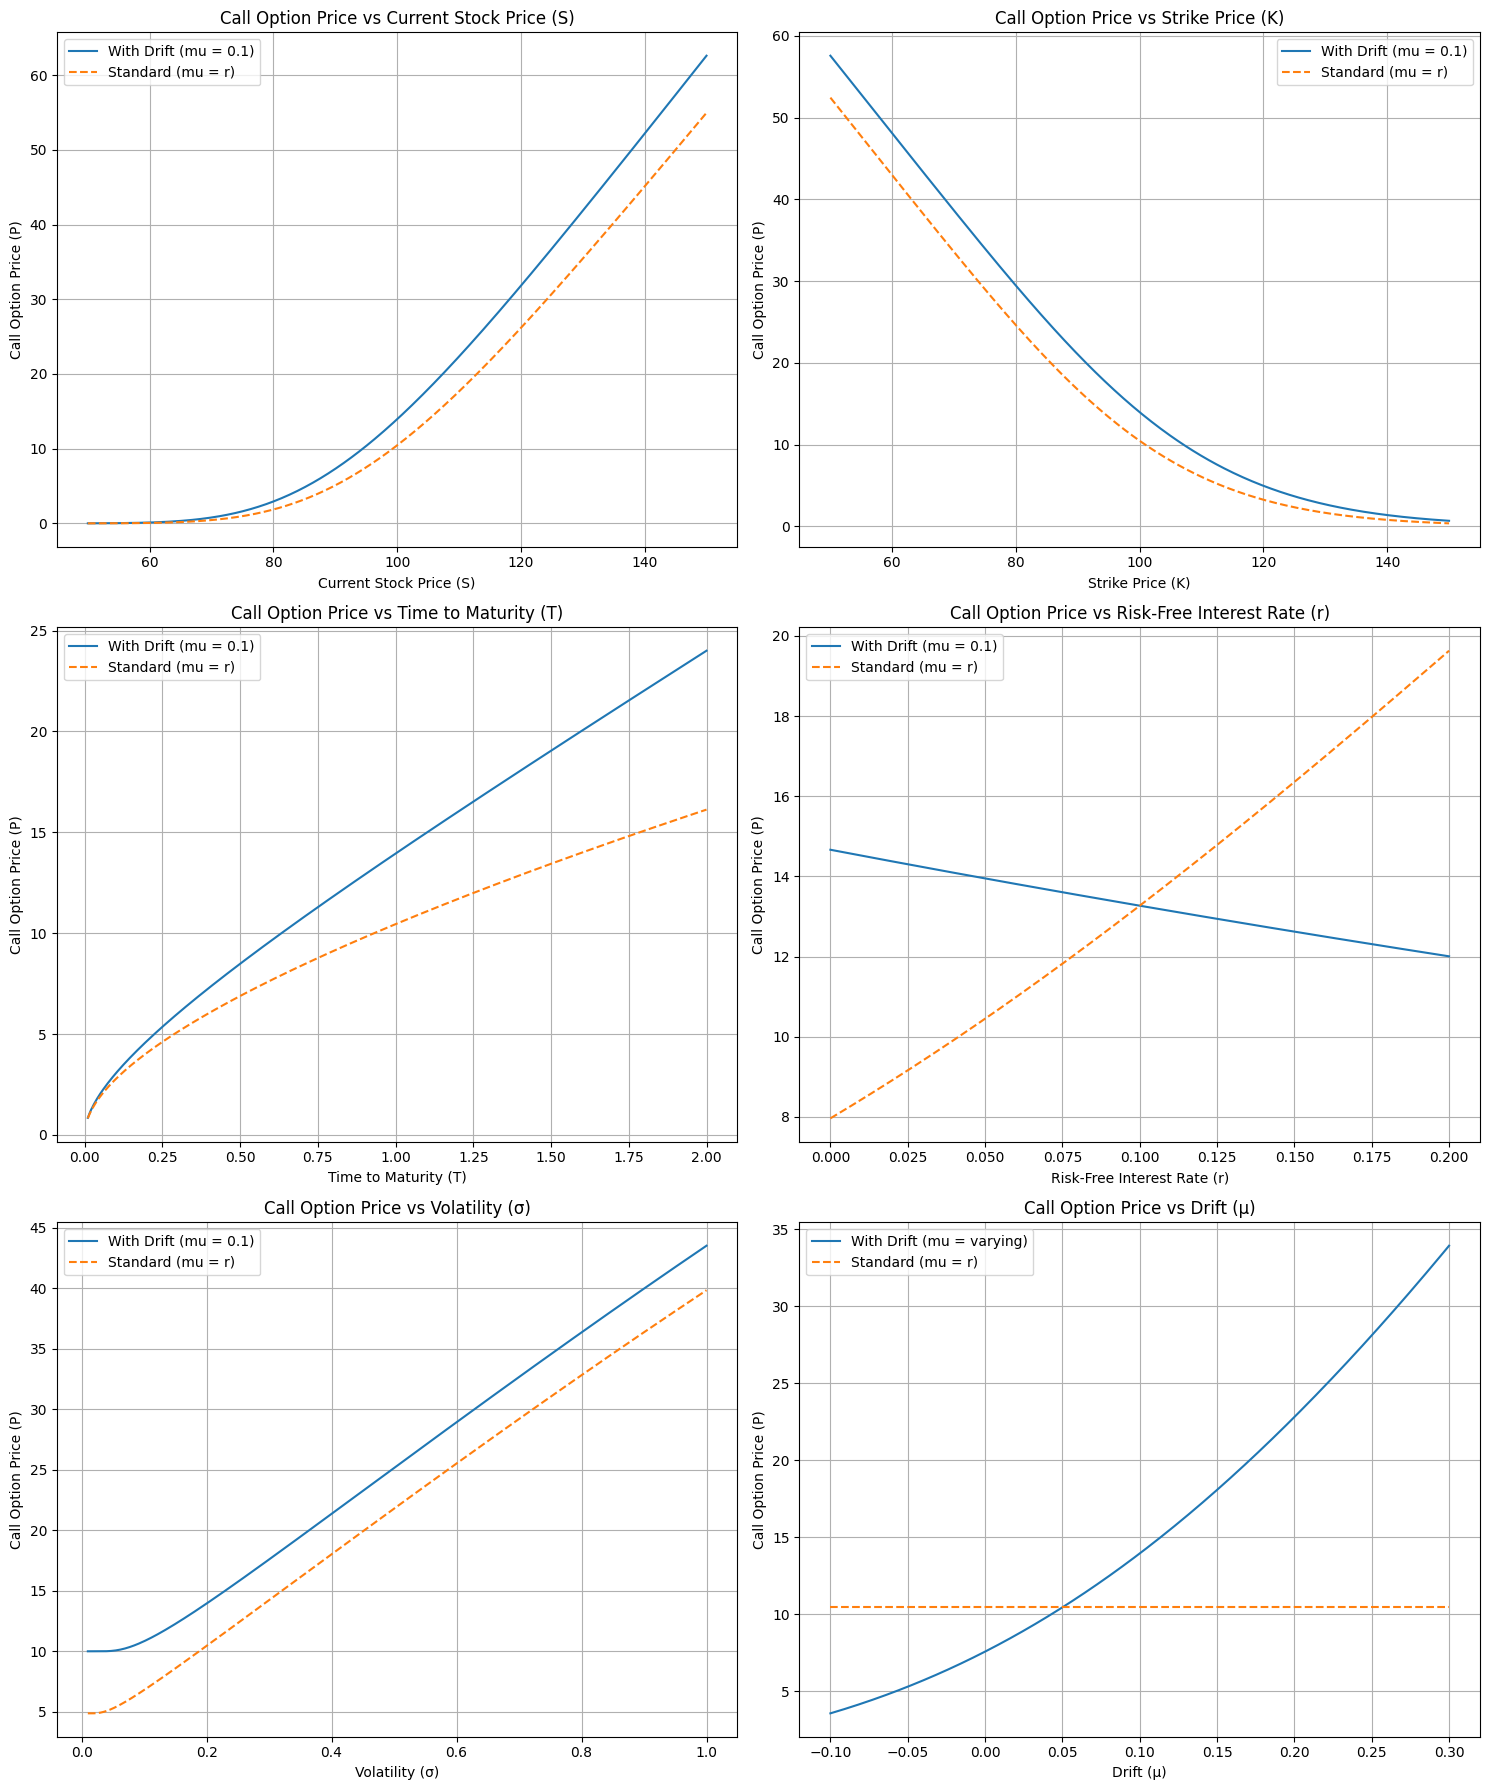 Call Option Price vs Current Stock Price (S)
With Drift (mu = 0.1)
Standard (mu = r)
Call Option Price (P)
60
50
40
30
20
10
0
60 80 100 120 140
Current Stock Price (S)
Call Option Price vs Strike Price (K)
With Drift (mu = 0.1)
Standard (mu = r)
Call Option Price (P)
60
50
40
30
20
10
0
60 80 100 120 140
Strike Price (K)
Call Option Price vs Time to Maturity (T)
With Drift (mu = 0.1)
Standard (mu = r)
Call Option Price (P)
25
20
15
10
5
0
0.00 0.25 0.50 0.75 1.00 1.25 1.50 1.75 2.00
Time to Maturity (T)
Call Option Price vs Risk-Free Interest Rate (r)
With Drift (mu = 0.1)
Standard (mu = r)
Call Option Price (P)
20
18
16
14
12
10
8
0.000 0.025 0.050 0.075 0.100 0.125 0.150 0.175 0.200
Risk-Free Interest Rate (r)
Call Option Price vs Volatility (σ)
With Drift (mu = 0.1)
Standard (mu = r)
Call Option Price (P)
45
40
35
30
25
20
15
10
5
0.0 0.2 0.4 0.6 0.8 1.0
Volatility (σ)
Call Option Price vs Drift (μ)
With Drift (mu = varying)
Standard (mu = r)
Call Option Price (P)
35
30
25
20
15
10
5
−0.10 −0.05 0.00 0.05 0.10 0.15 0.20 0.25 0.30
Drift (μ)